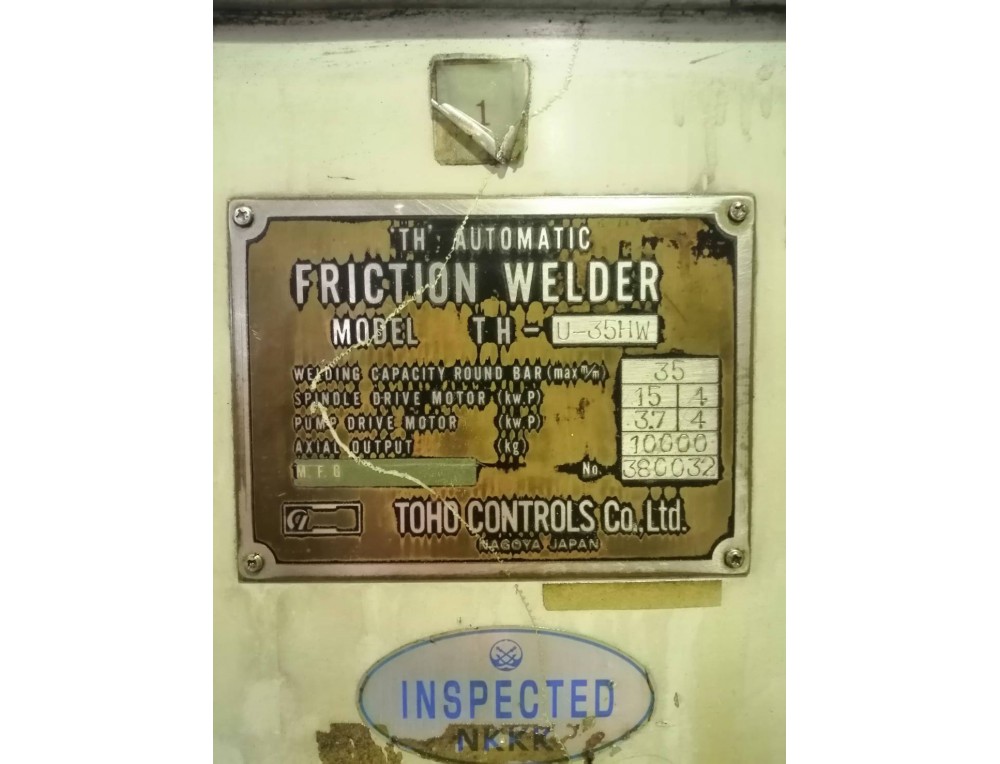 1
'TH' AUTOMATIC
FRICTION WELDER
MODEL TH-U-35HW
WELDING CAPACITY ROUND BAR (max m/m) 35
SPINDLE DRIVE MOTOR (kw.P) 15 4
PUMP DRIVE MOTOR (kw.P) 3.7 4
AXIAL OUTPUT (kg) 10000
M.F.G No. 380032
TOHO CONTROLS Co.,Ltd.
NAGOYA JAPAN
INSPECTED
NKKK